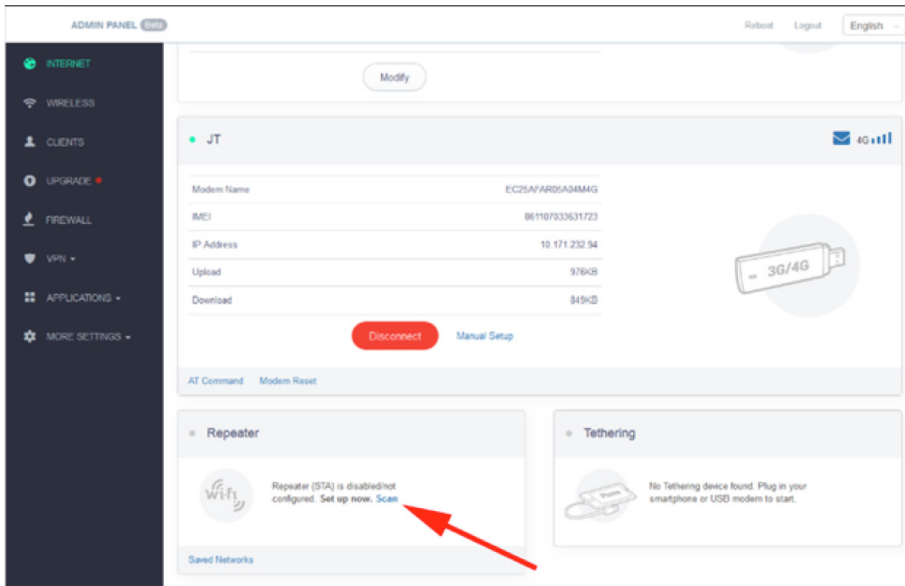 ADMIN PANEL Beta
Reboot Logout English
INTERNET
WIRELESS
CLIENTS
UPGRADE
FIREWALL
VPN
APPLICATIONS
MORE SETTINGS
Modify
JT
4G
Modem Name EC25AFAR05A04M4G
IMEI 861107033631723
IP Address 10.171.232.94
Upload 976KB
Download 849KB
Disconnect Manual Setup
3G/4G
AT Command Modem Reset
Repeater
Wi-Fi
Repeater (STA) is disabled/not
configured. Set up now. Scan
Saved Networks
Tethering
Phone
No Tethering device found. Plug in your
smartphone or USB modem to start.